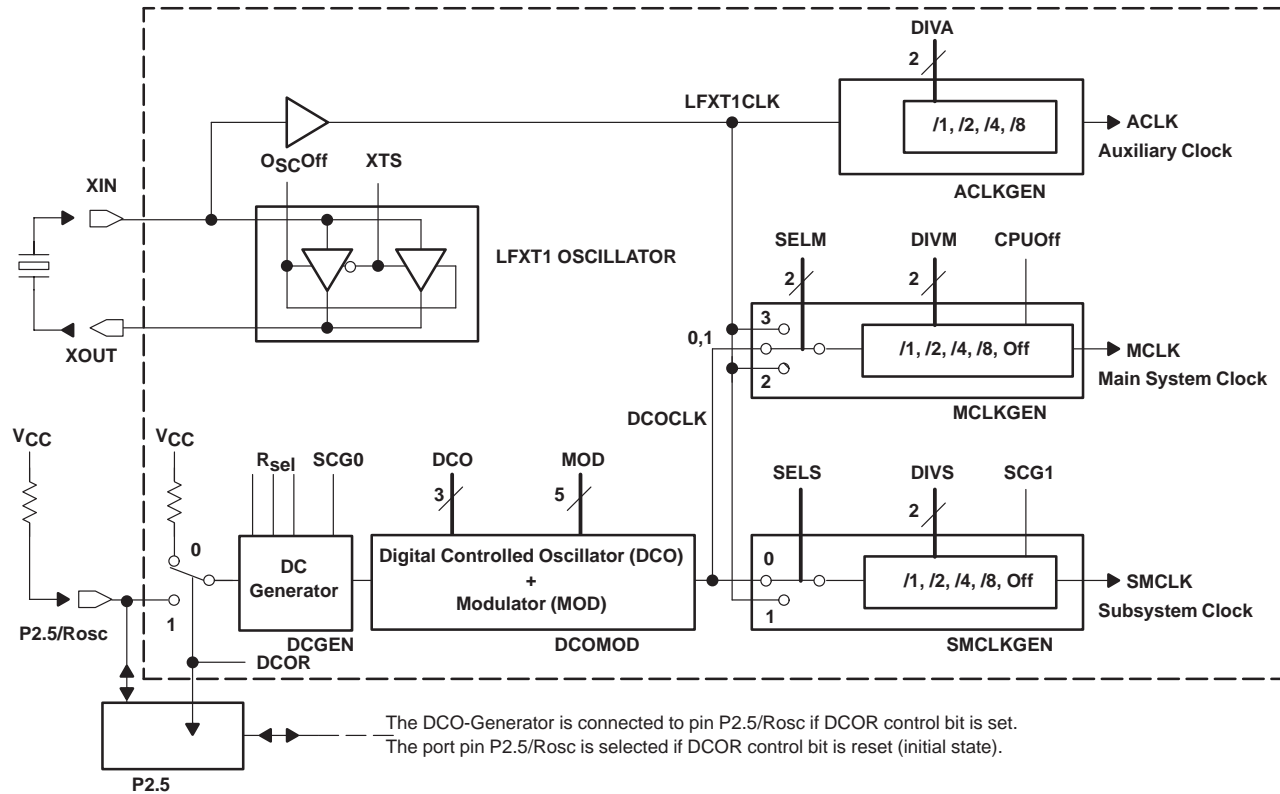 DIVA
2
LFXT1CLK
/1, /2, /4, /8
ACLK
Auxiliary Clock
ACLKGEN
OSCOff
XTS
XIN
LFXT1 OSCILLATOR
XOUT
SELM
DIVM
CPUOff
2
2
3
0,1
2
/1, /2, /4, /8, Off
MCLK
Main System Clock
MCLKGEN
DCOCLK
VCC
VCC
Rsel
SCG0
DCO
MOD
3
5
SELS
DIVS
SCG1
2
0
1
DC
Generator
DCGEN
Digital Controlled Oscillator (DCO)
+
Modulator (MOD)
DCOMOD
0
1
/1, /2, /4, /8, Off
SMCLK
Subsystem Clock
SMCLKGEN
P2.5/Rosc
DCOR
The DCO-Generator is connected to pin P2.5/Rosc if DCOR control bit is set.
The port pin P2.5/Rosc is selected if DCOR control bit is reset (initial state).
P2.5